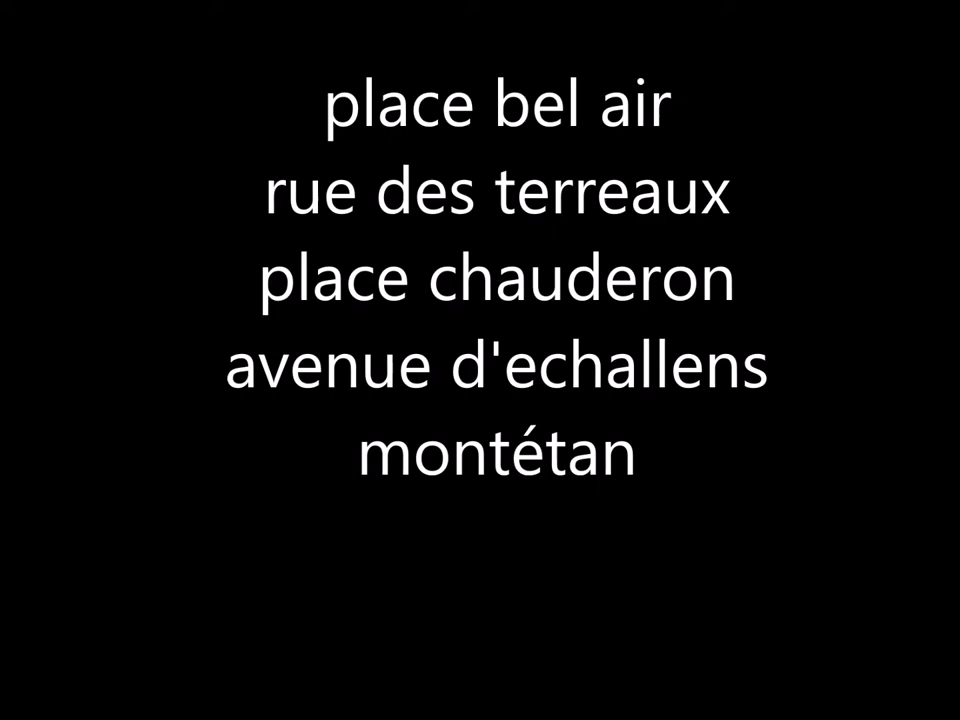 place bel air
rue des terreaux
place chauderon
avenue d'echallens
montétan